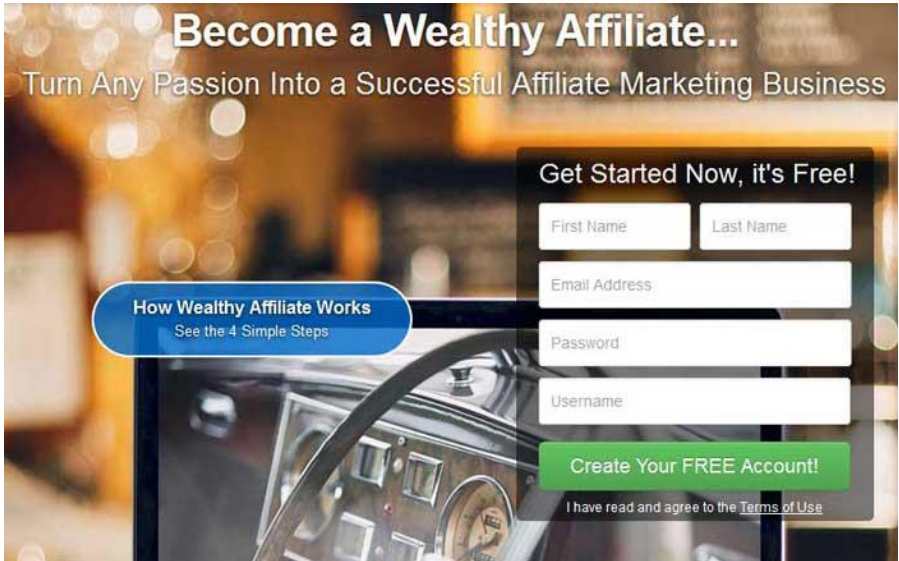 Become a Wealthy Affiliate...
Turn Any Passion Into a Successful Affiliate Marketing Business
Get Started Now, it's Free!
First Name
Last Name
Email Address
How Wealthy Affiliate Works
See the 4 Simple Steps
Password
Username
Create Your FREE Account!
I have read and agree to the Terms of Use